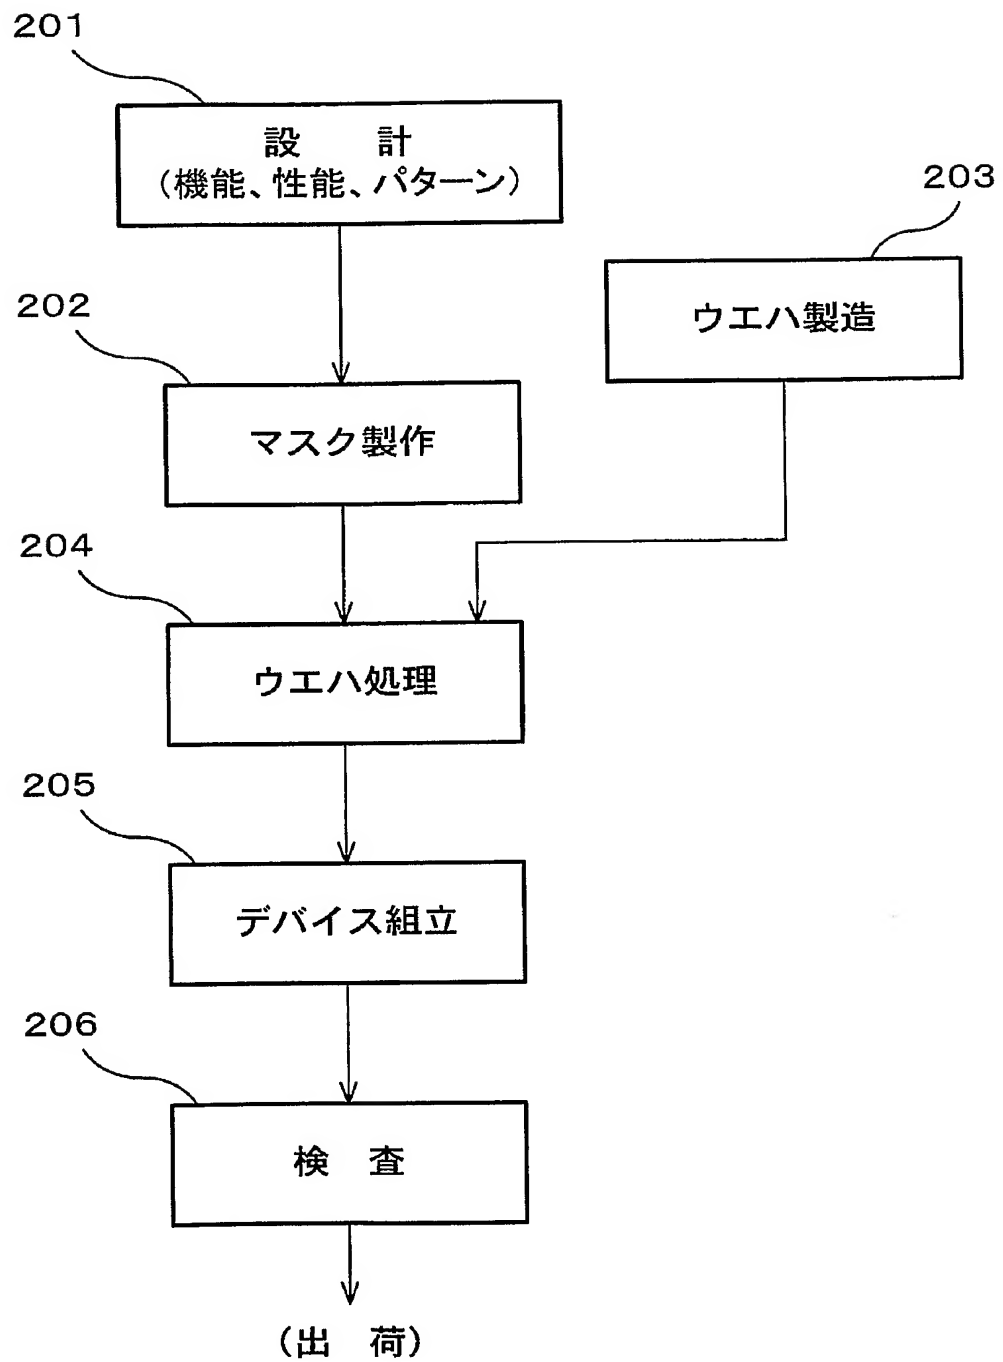 201
設　計
（機能、性能、パターン）
203
ウエハ製造
202
マスク製作
204
ウエハ処理
205
デバイス組立
206
検　査
（出　荷）